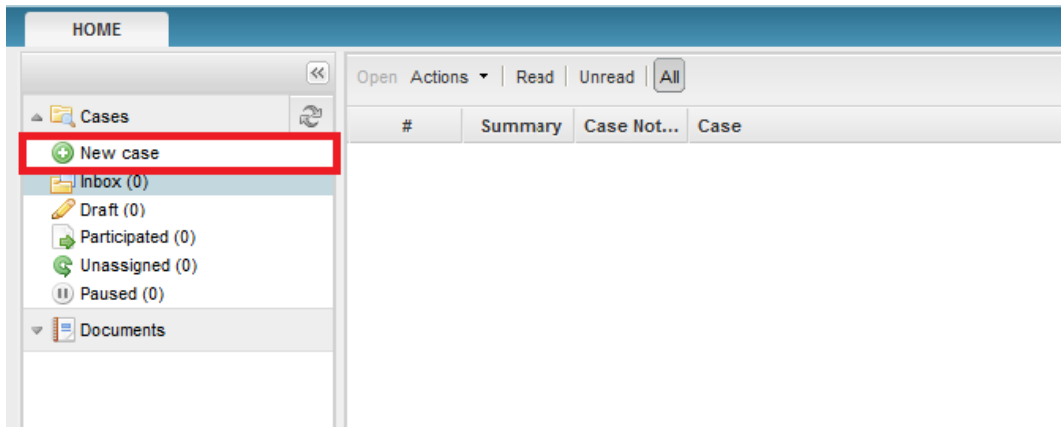 HOME
Open Actions Read Unread All
Cases
# Summary Case Not... Case
New case
Inbox (0)
Draft (0)
Participated (0)
Unassigned (0)
Paused (0)
Documents